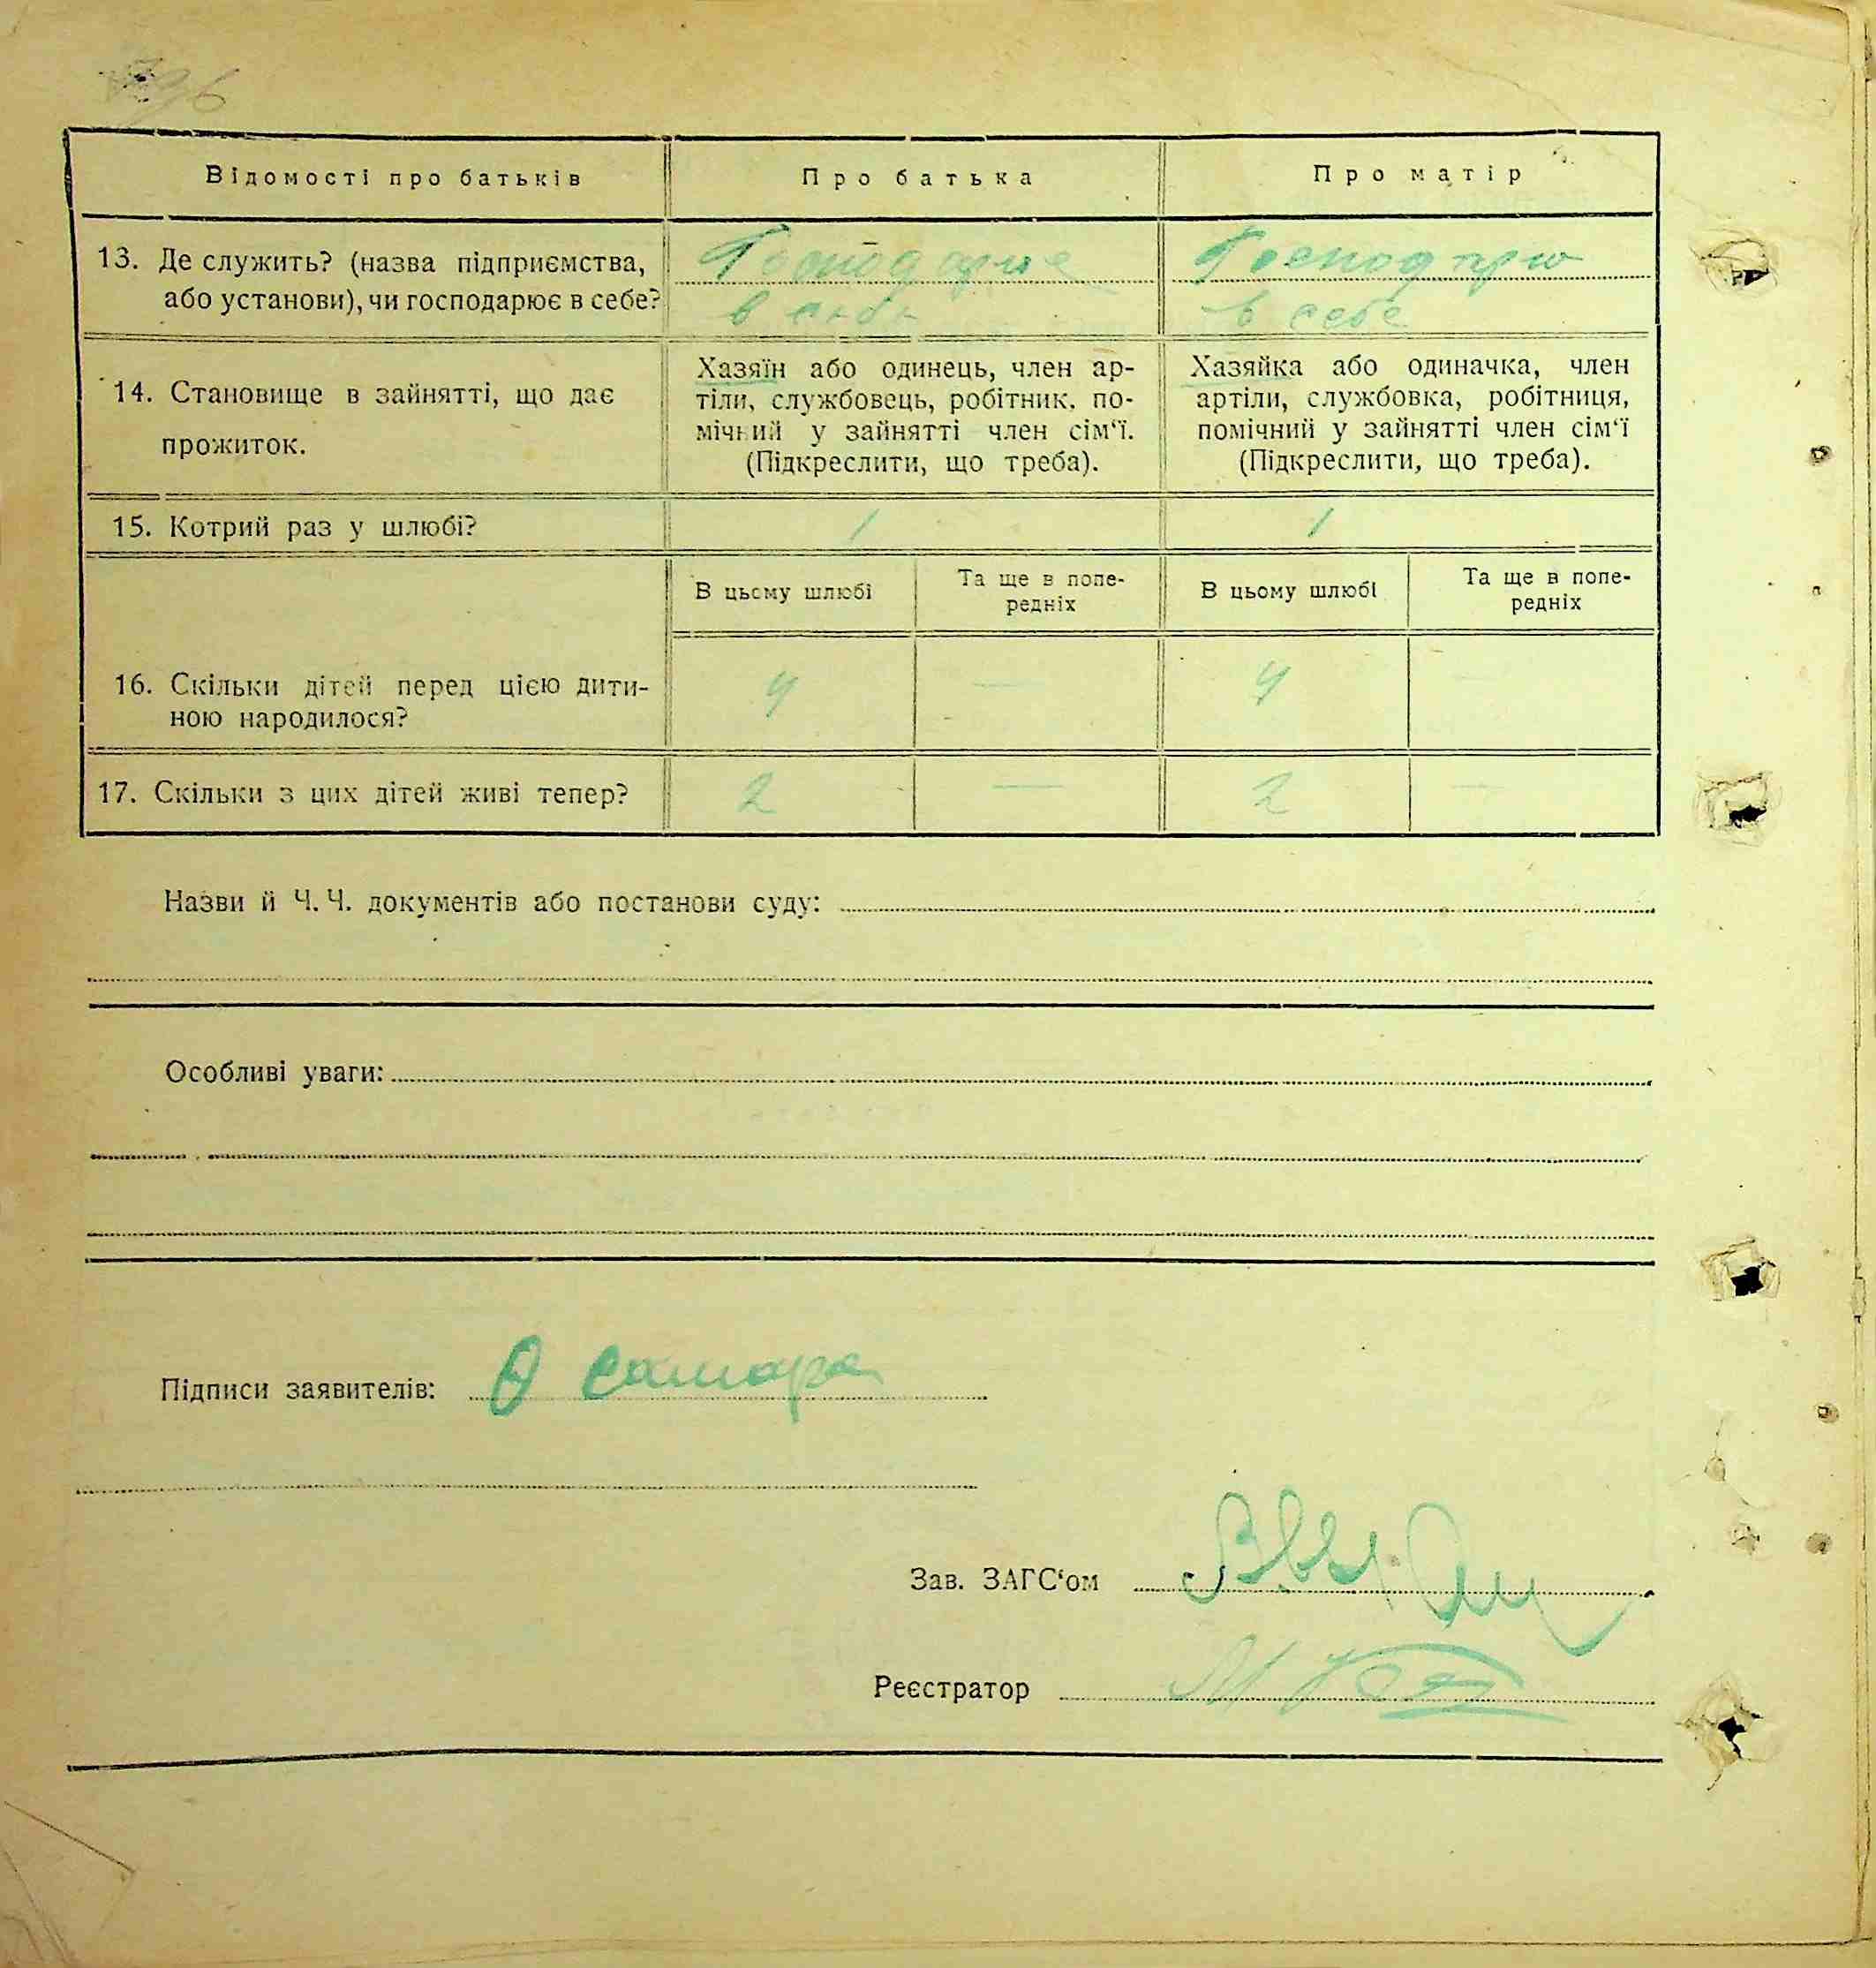 96
Відомості про батьків
Про батька
Про матір
13. Де служить? (назва підприємства,
або установи), чи господарює в себе?
Господарює
в себе
Господарю
в себе
14. Становище в зайнятті, що дає
прожиток.
Хазяїн або одинець, член ар-
тіли, службовець, робітник, по-
мічний у зайнятті член сім'ї.
(Підкреслити, що треба).
Хазяйка або одиначка, член
артіли, службовка, робітниця,
помічний у зайнятті член сім'ї
(Підкреслити, що треба).
15. Котрий раз у шлюбі?
1
1
В цьому шлюбі
Та ще в попе-
редніх
В цьому шлюбі
Та ще в попе-
редніх
16. Скільки дітей перед цією дити-
ною народилося?
4
—
4
—
17. Скільки з цих дітей живі тепер?
2
—
2
—
Назви й Ч.Ч. документів або постанови суду:
Особливі уваги:
Підписи заявителів: О Самара
Зав. ЗАГС'ом
Реєстратор